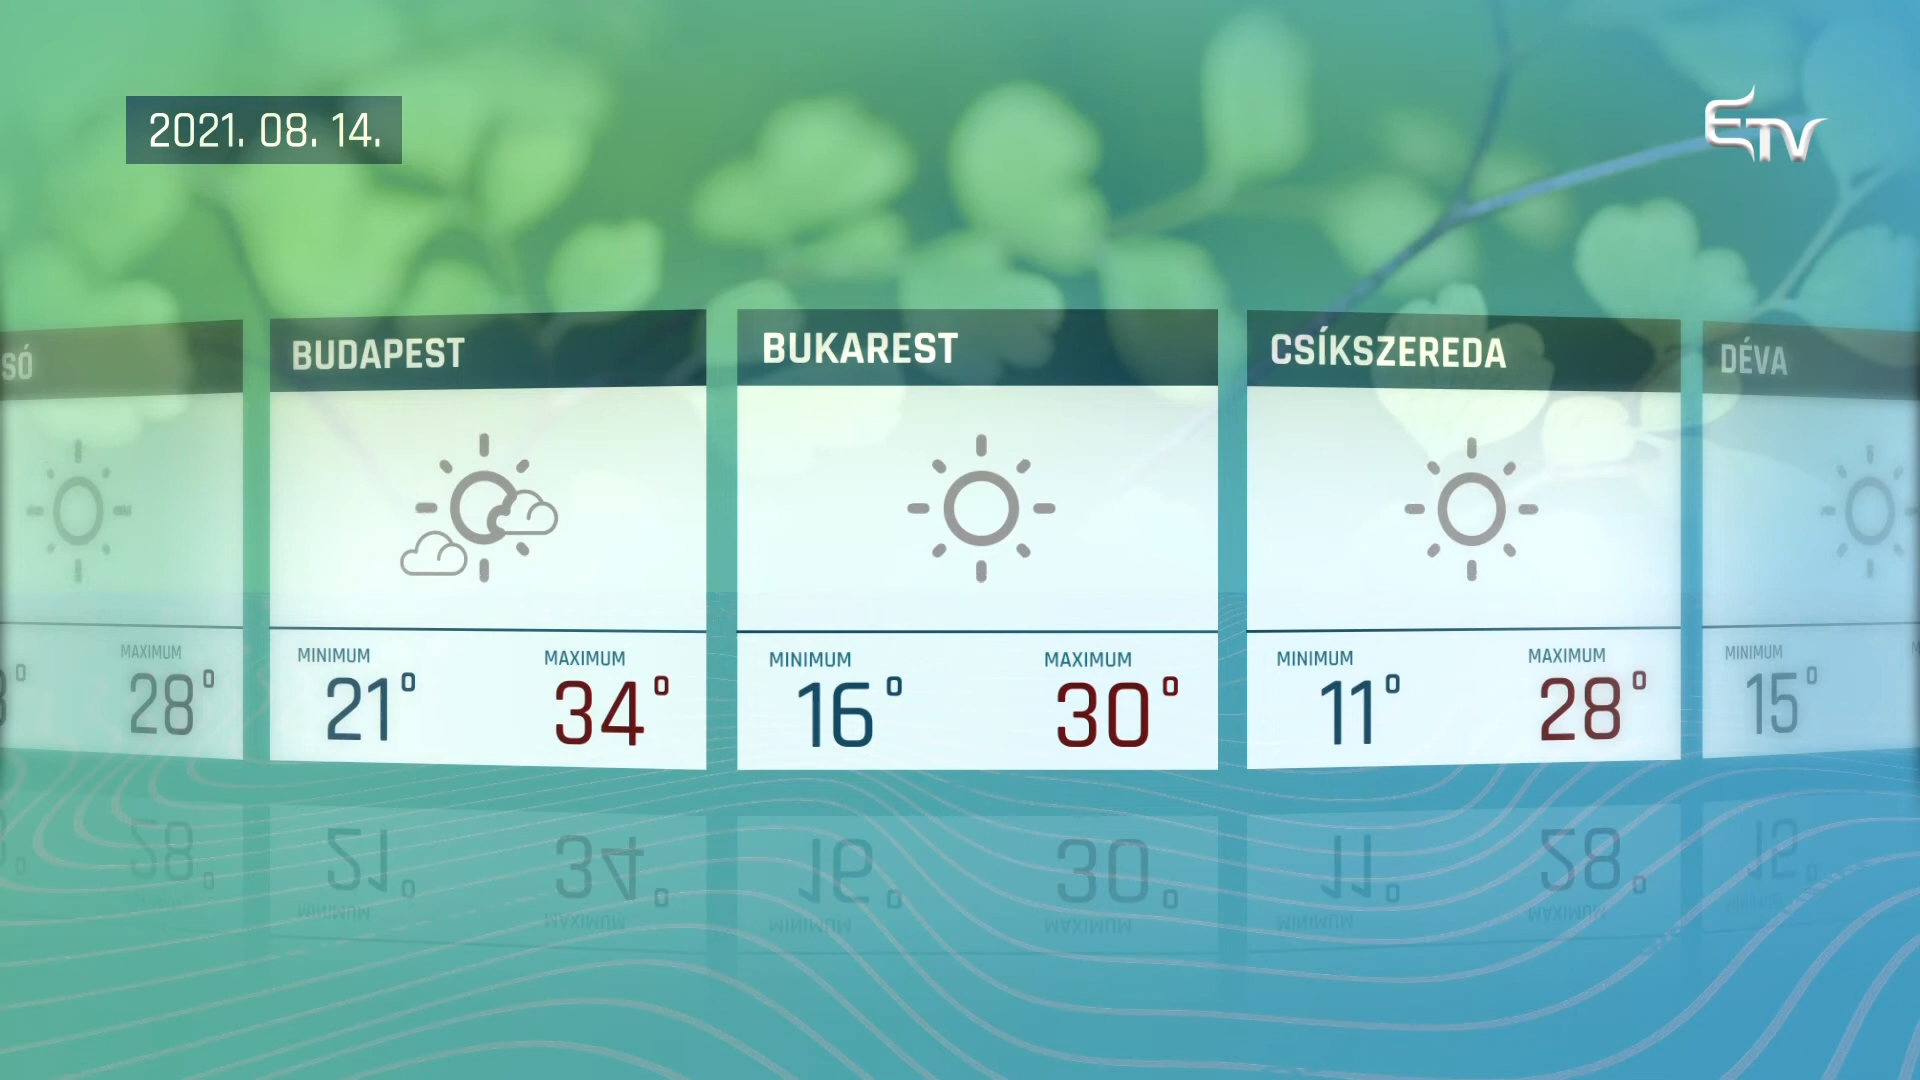 2021. 08. 14.
ETV
SÓ
BUDAPEST
BUKAREST
CSÍKSZEREDA
DÉVA
MAXIMUM
28°
MINIMUM
21°
MAXIMUM
34°
MINIMUM
16°
MAXIMUM
30°
MINIMUM
11°
MAXIMUM
28°
MINIMUM
15°